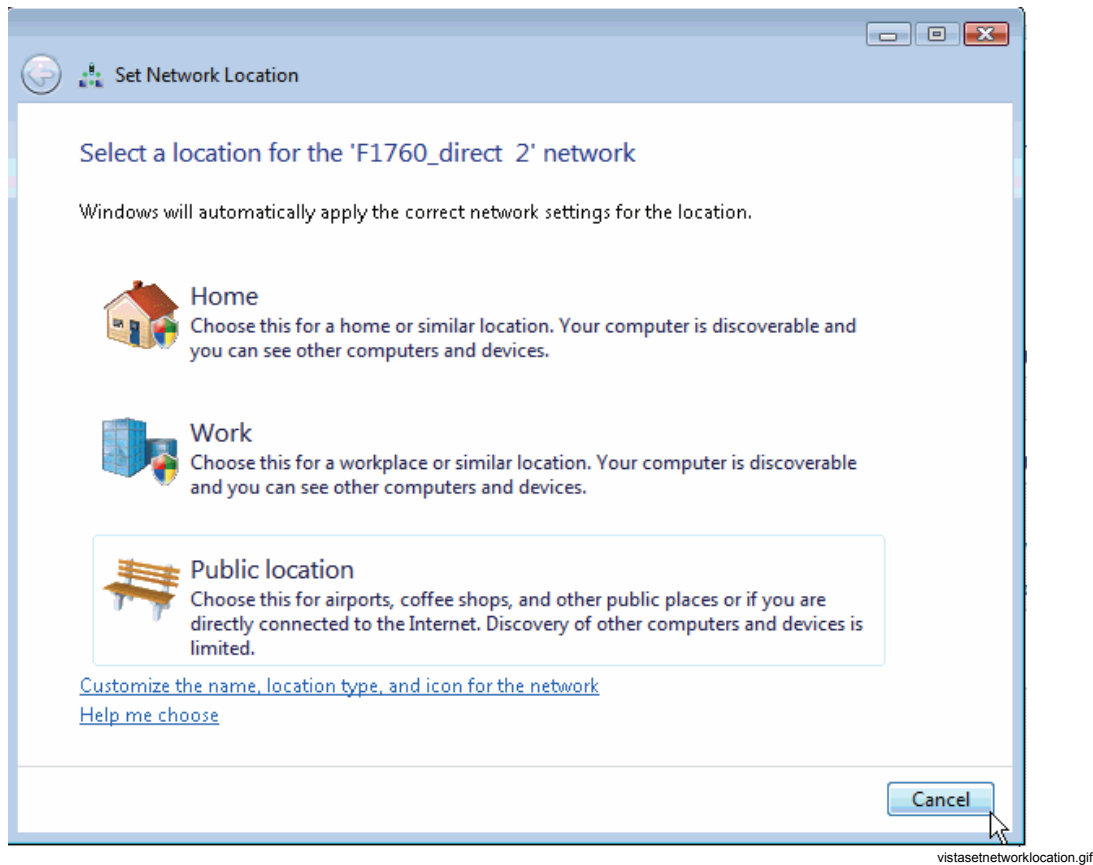 Set Network Location
Select a location for the 'F1760_direct  2' network
Windows will automatically apply the correct network settings for the location.
Home
Choose this for a home or similar location. Your computer is discoverable and
you can see other computers and devices.
Work
Choose this for a workplace or similar location. Your computer is discoverable
and you can see other computers and devices.
Public location
Choose this for airports, coffee shops, and other public places or if you are
directly connected to the Internet. Discovery of other computers and devices is
limited.
Customize the name, location type, and icon for the network
Help me choose
Cancel
vistasetnetworklocation.gif